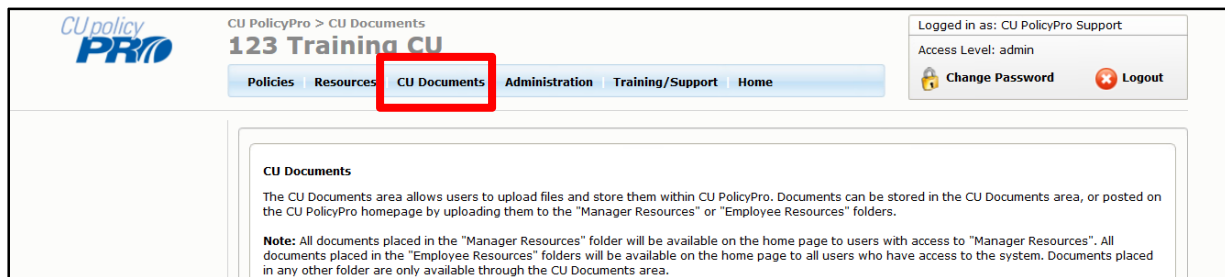 CU policy
PRO
CU PolicyPro > CU Documents
123 Training CU
Policies Resources CU Documents Administration Training/Support Home
Logged in as: CU PolicyPro Support
Access Level: admin
Change Password Logout
CU Documents
The CU Documents area allows users to upload files and store them within CU PolicyPro. Documents can be stored in the CU Documents area, or posted on
the CU PolicyPro homepage by uploading them to the "Manager Resources" or "Employee Resources" folders.
Note: All documents placed in the "Manager Resources" folder will be available on the home page to users with access to "Manager Resources". All
documents placed in the "Employee Resources" folders will be available on the home page to all users who have access to the system. Documents placed
in any other folder are only available through the CU Documents area.